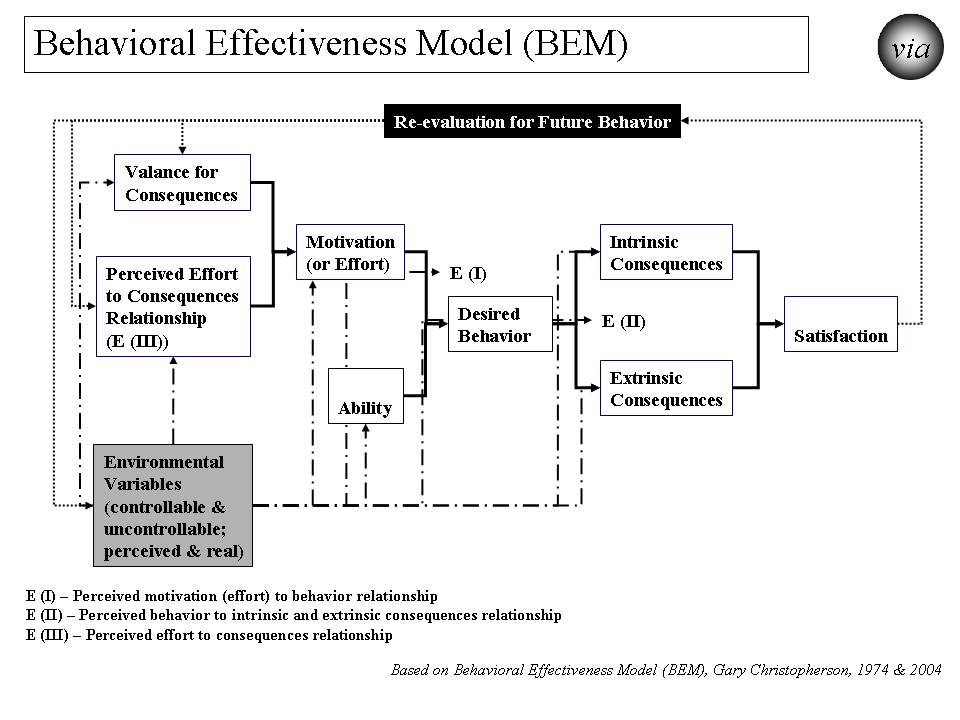 Behavioral Effectiveness Model (BEM)
via
Re-evaluation for Future Behavior
Valance for
Consequences
Perceived Effort
to Consequences
Relationship
(E (III))
Motivation
(or Effort)
E (I)
Desired
Behavior
Ability
Intrinsic
Consequences
E (II)
Extrinsic
Consequences
Satisfaction
Environmental
Variables
(controllable &
uncontrollable;
perceived & real)
E (I) – Perceived motivation (effort) to behavior relationship
E (II) – Perceived behavior to intrinsic and extrinsic consequences relationship
E (III) – Perceived effort to consequences relationship
Based on Behavioral Effectiveness Model (BEM), Gary Christopherson, 1974 & 2004